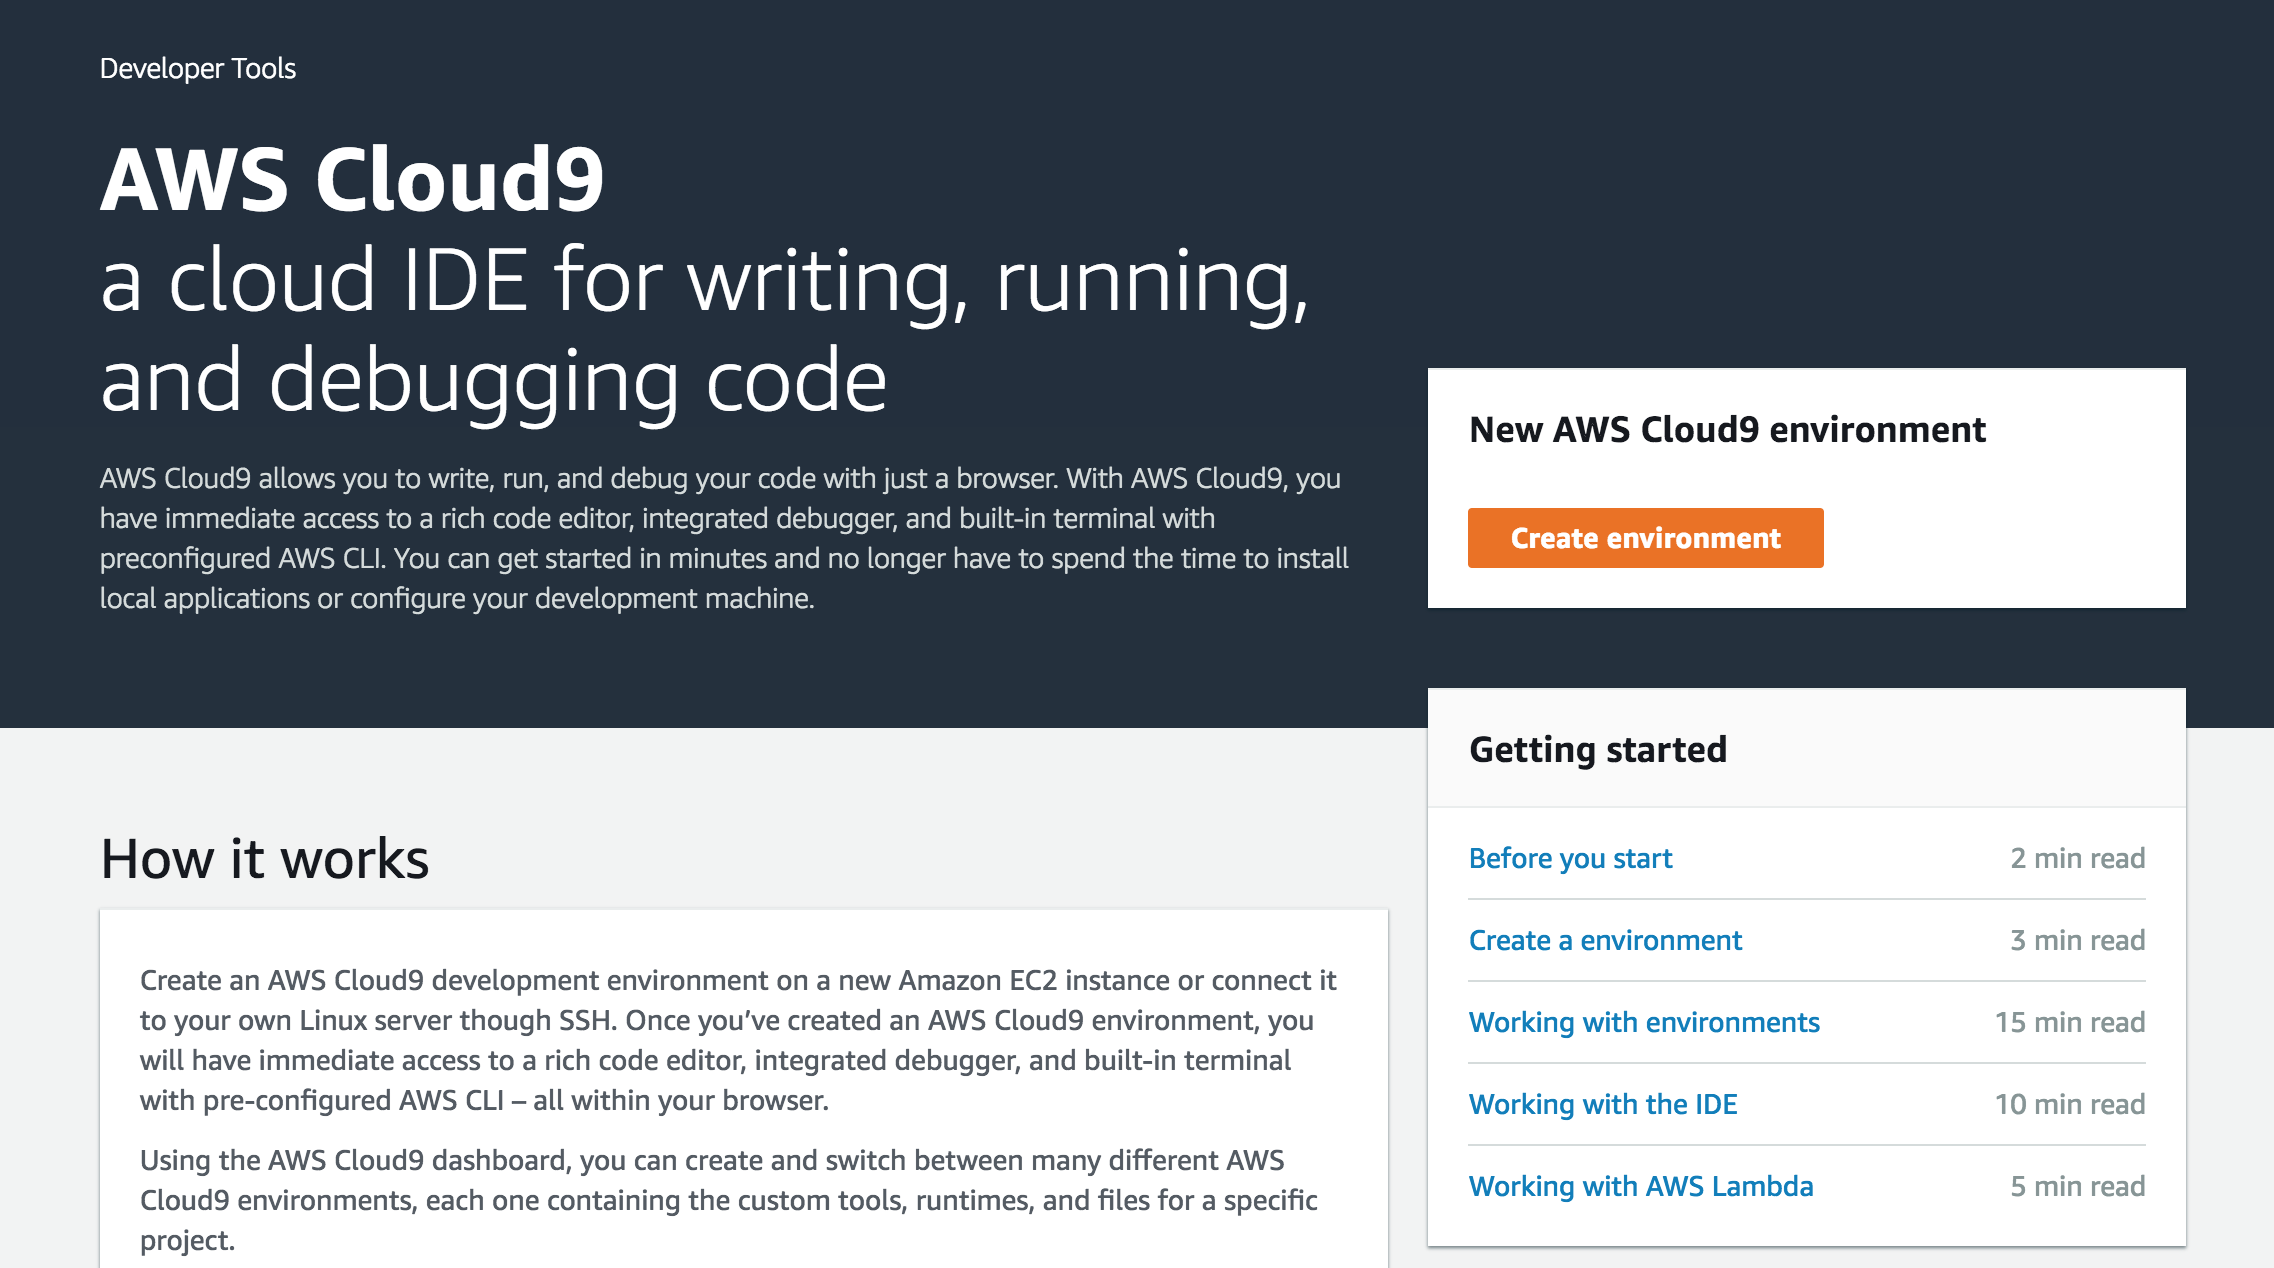 Developer Tools
AWS Cloud9
a cloud IDE for writing, running,
and debugging code
AWS Cloud9 allows you to write, run, and debug your code with just a browser. With AWS Cloud9, you
have immediate access to a rich code editor, integrated debugger, and built-in terminal with
preconfigured AWS CLI. You can get started in minutes and no longer have to spend the time to install
local applications or configure your development machine.
New AWS Cloud9 environment
Create environment
How it works
Create an AWS Cloud9 development environment on a new Amazon EC2 instance or connect it
to your own Linux server though SSH. Once you’ve created an AWS Cloud9 environment, you
will have immediate access to a rich code editor, integrated debugger, and built-in terminal
with pre-configured AWS CLI – all within your browser.
Using the AWS Cloud9 dashboard, you can create and switch between many different AWS
Cloud9 environments, each one containing the custom tools, runtimes, and files for a specific
project.
Getting started
Before you start 2 min read
Create a environment 3 min read
Working with environments 15 min read
Working with the IDE 10 min read
Working with AWS Lambda 5 min read